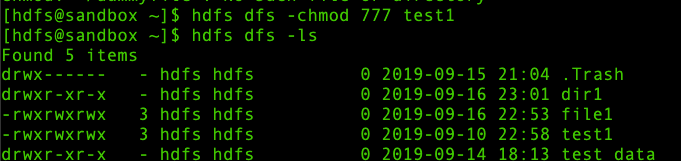 [hdfs@sandbox ~]$ hdfs dfs -chmod 777 test1
[hdfs@sandbox ~]$ hdfs dfs -ls
Found 5 items
drwx------   - hdfs hdfs          0 2019-09-15 21:04 .Trash
drwxr-xr-x   - hdfs hdfs          0 2019-09-16 23:01 dir1
-rwxrwxrwx   3 hdfs hdfs          0 2019-09-16 22:53 file1
-rwxrwxrwx   3 hdfs hdfs          0 2019-09-10 22:58 test1
drwxr-xr-x   - hdfs hdfs          0 2019-09-14 18:13 test_data